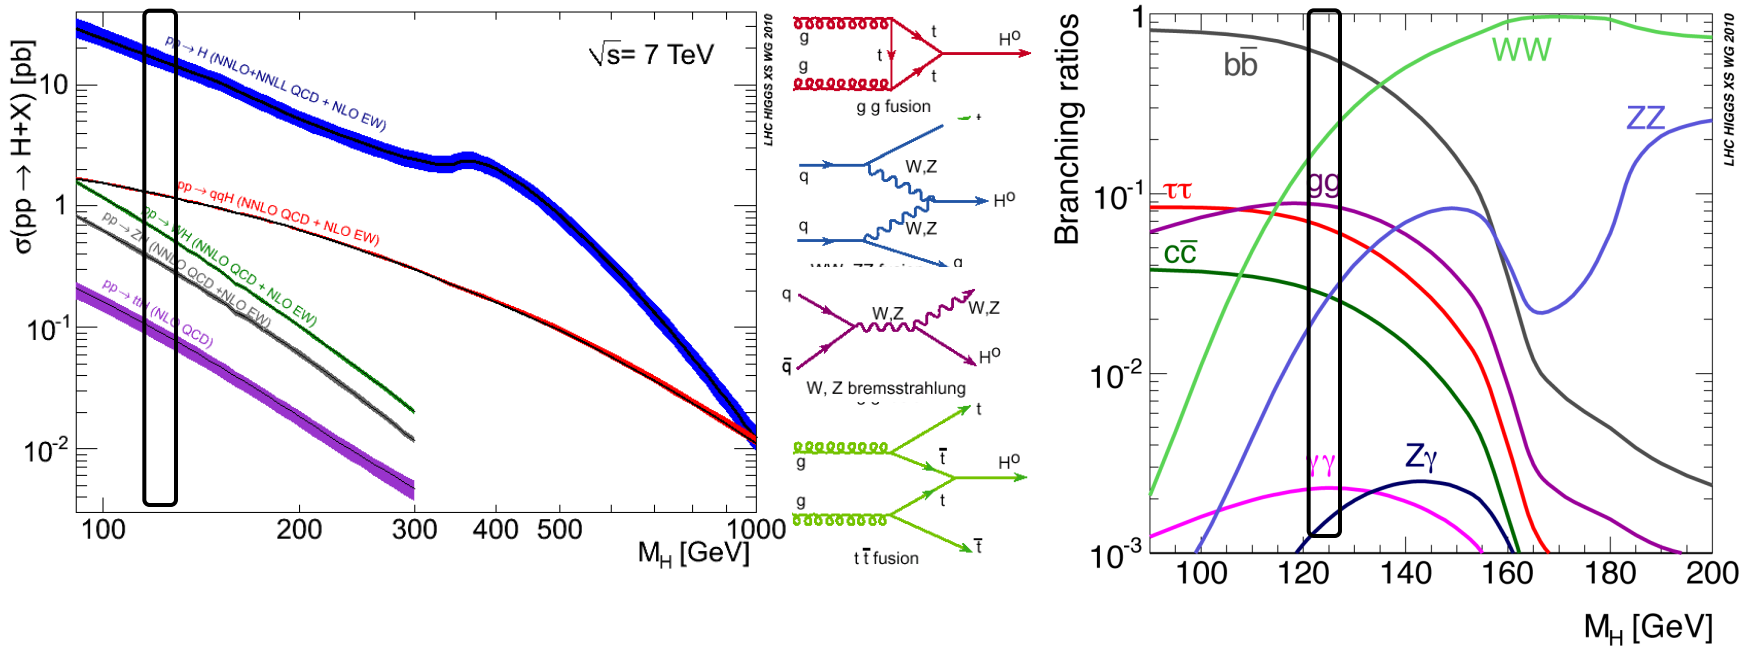 σ(pp → H+X) [pb]
10
1
10⁻¹
10⁻²
√s= 7 TeV
pp → H (NNLO+NNLL QCD + NLO EW)
pp → qqH (NNLO QCD + NLO EW)
pp → WH (NNLO QCD + NLO EW)
pp → ZH (NNLO QCD +NLO EW)
pp → ttH (NLO QCD)
100 200 300 400 500 1000
M_H [GeV]
LHC HIGGS XS WG 2010
g
g
t
t
t
H⁰
g g fusion
t
q
W,Z
H⁰
q
W,Z
q
q
W,Z
W,Z
q̄
H⁰
W, Z bremsstrahlung
t
g
t̄
H⁰
g
t
t̄
t t̄ fusion
Branching ratios
1
10⁻¹
10⁻²
10⁻³
bb̄
WW
ZZ
ττ
gg
cc̄
γγ
Zγ
100 120 140 160 180 200
M_H [GeV]
LHC HIGGS XS WG 2010